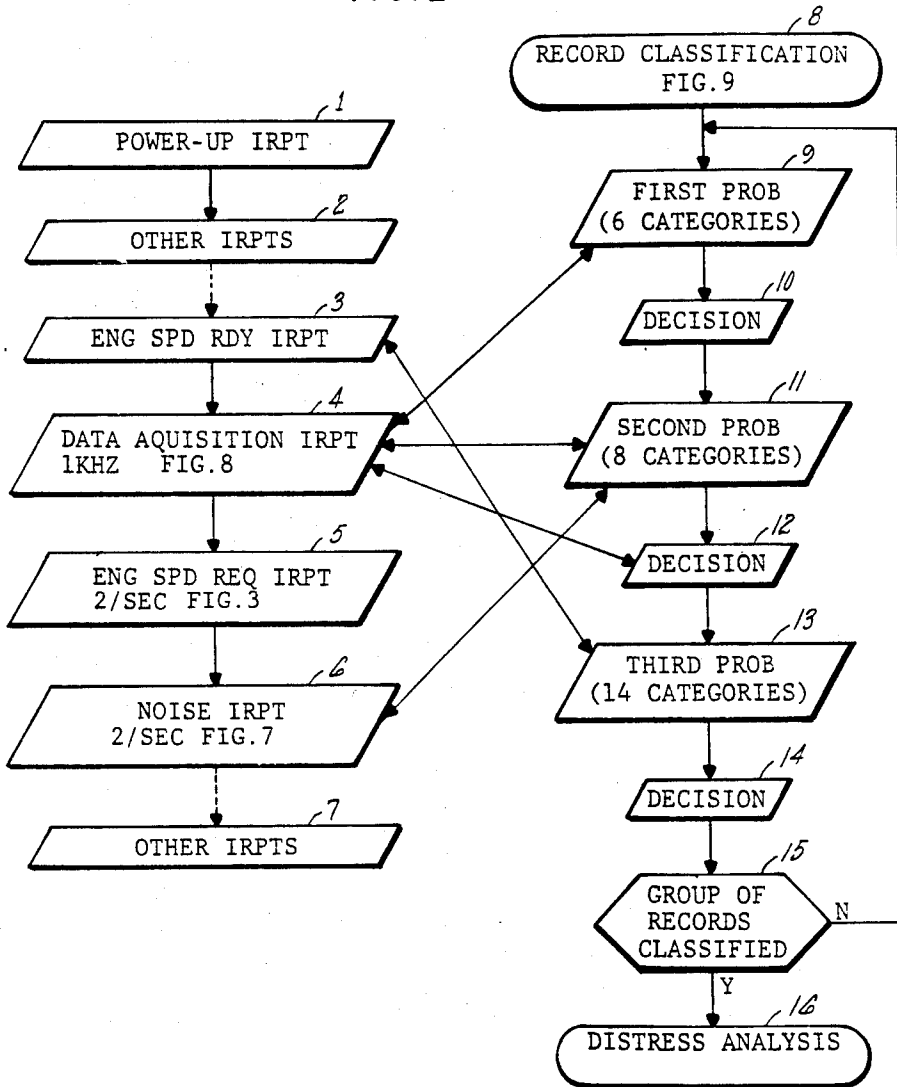 8
RECORD CLASSIFICATION
FIG.9
1
POWER-UP IRPT
2
OTHER IRPTS
3
ENG SPD RDY IRPT
4
DATA AQUISITION IRPT
1KHZ FIG.8
5
ENG SPD REQ IRPT
2/SEC FIG.3
6
NOISE IRPT
2/SEC FIG.7
7
OTHER IRPTS
9
FIRST PROB
(6 CATEGORIES)
10
DECISION
11
SECOND PROB
(8 CATEGORIES)
12
DECISION
13
THIRD PROB
(14 CATEGORIES)
14
DECISION
15
GROUP OF
RECORDS
CLASSIFIED
N
Y
16
DISTRESS ANALYSIS